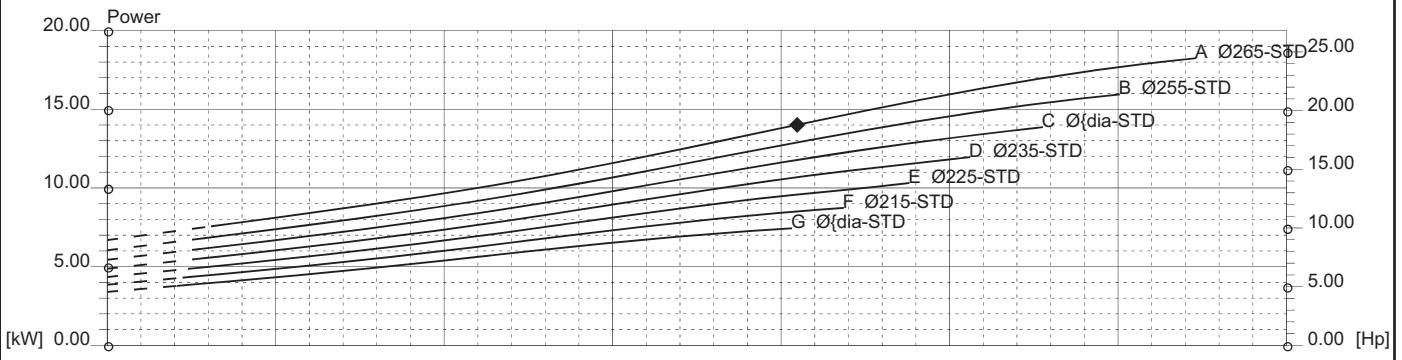 Power
20.00
A Ø265-STD
25.00
B Ø255-STD
15.00
20.00
C Ø{dia-STD
D Ø235-STD
15.00
E Ø225-STD
10.00
F Ø215-STD
G Ø{dia-STD
10.00
5.00
5.00
[kW] 0.00
0.00 [Hp]